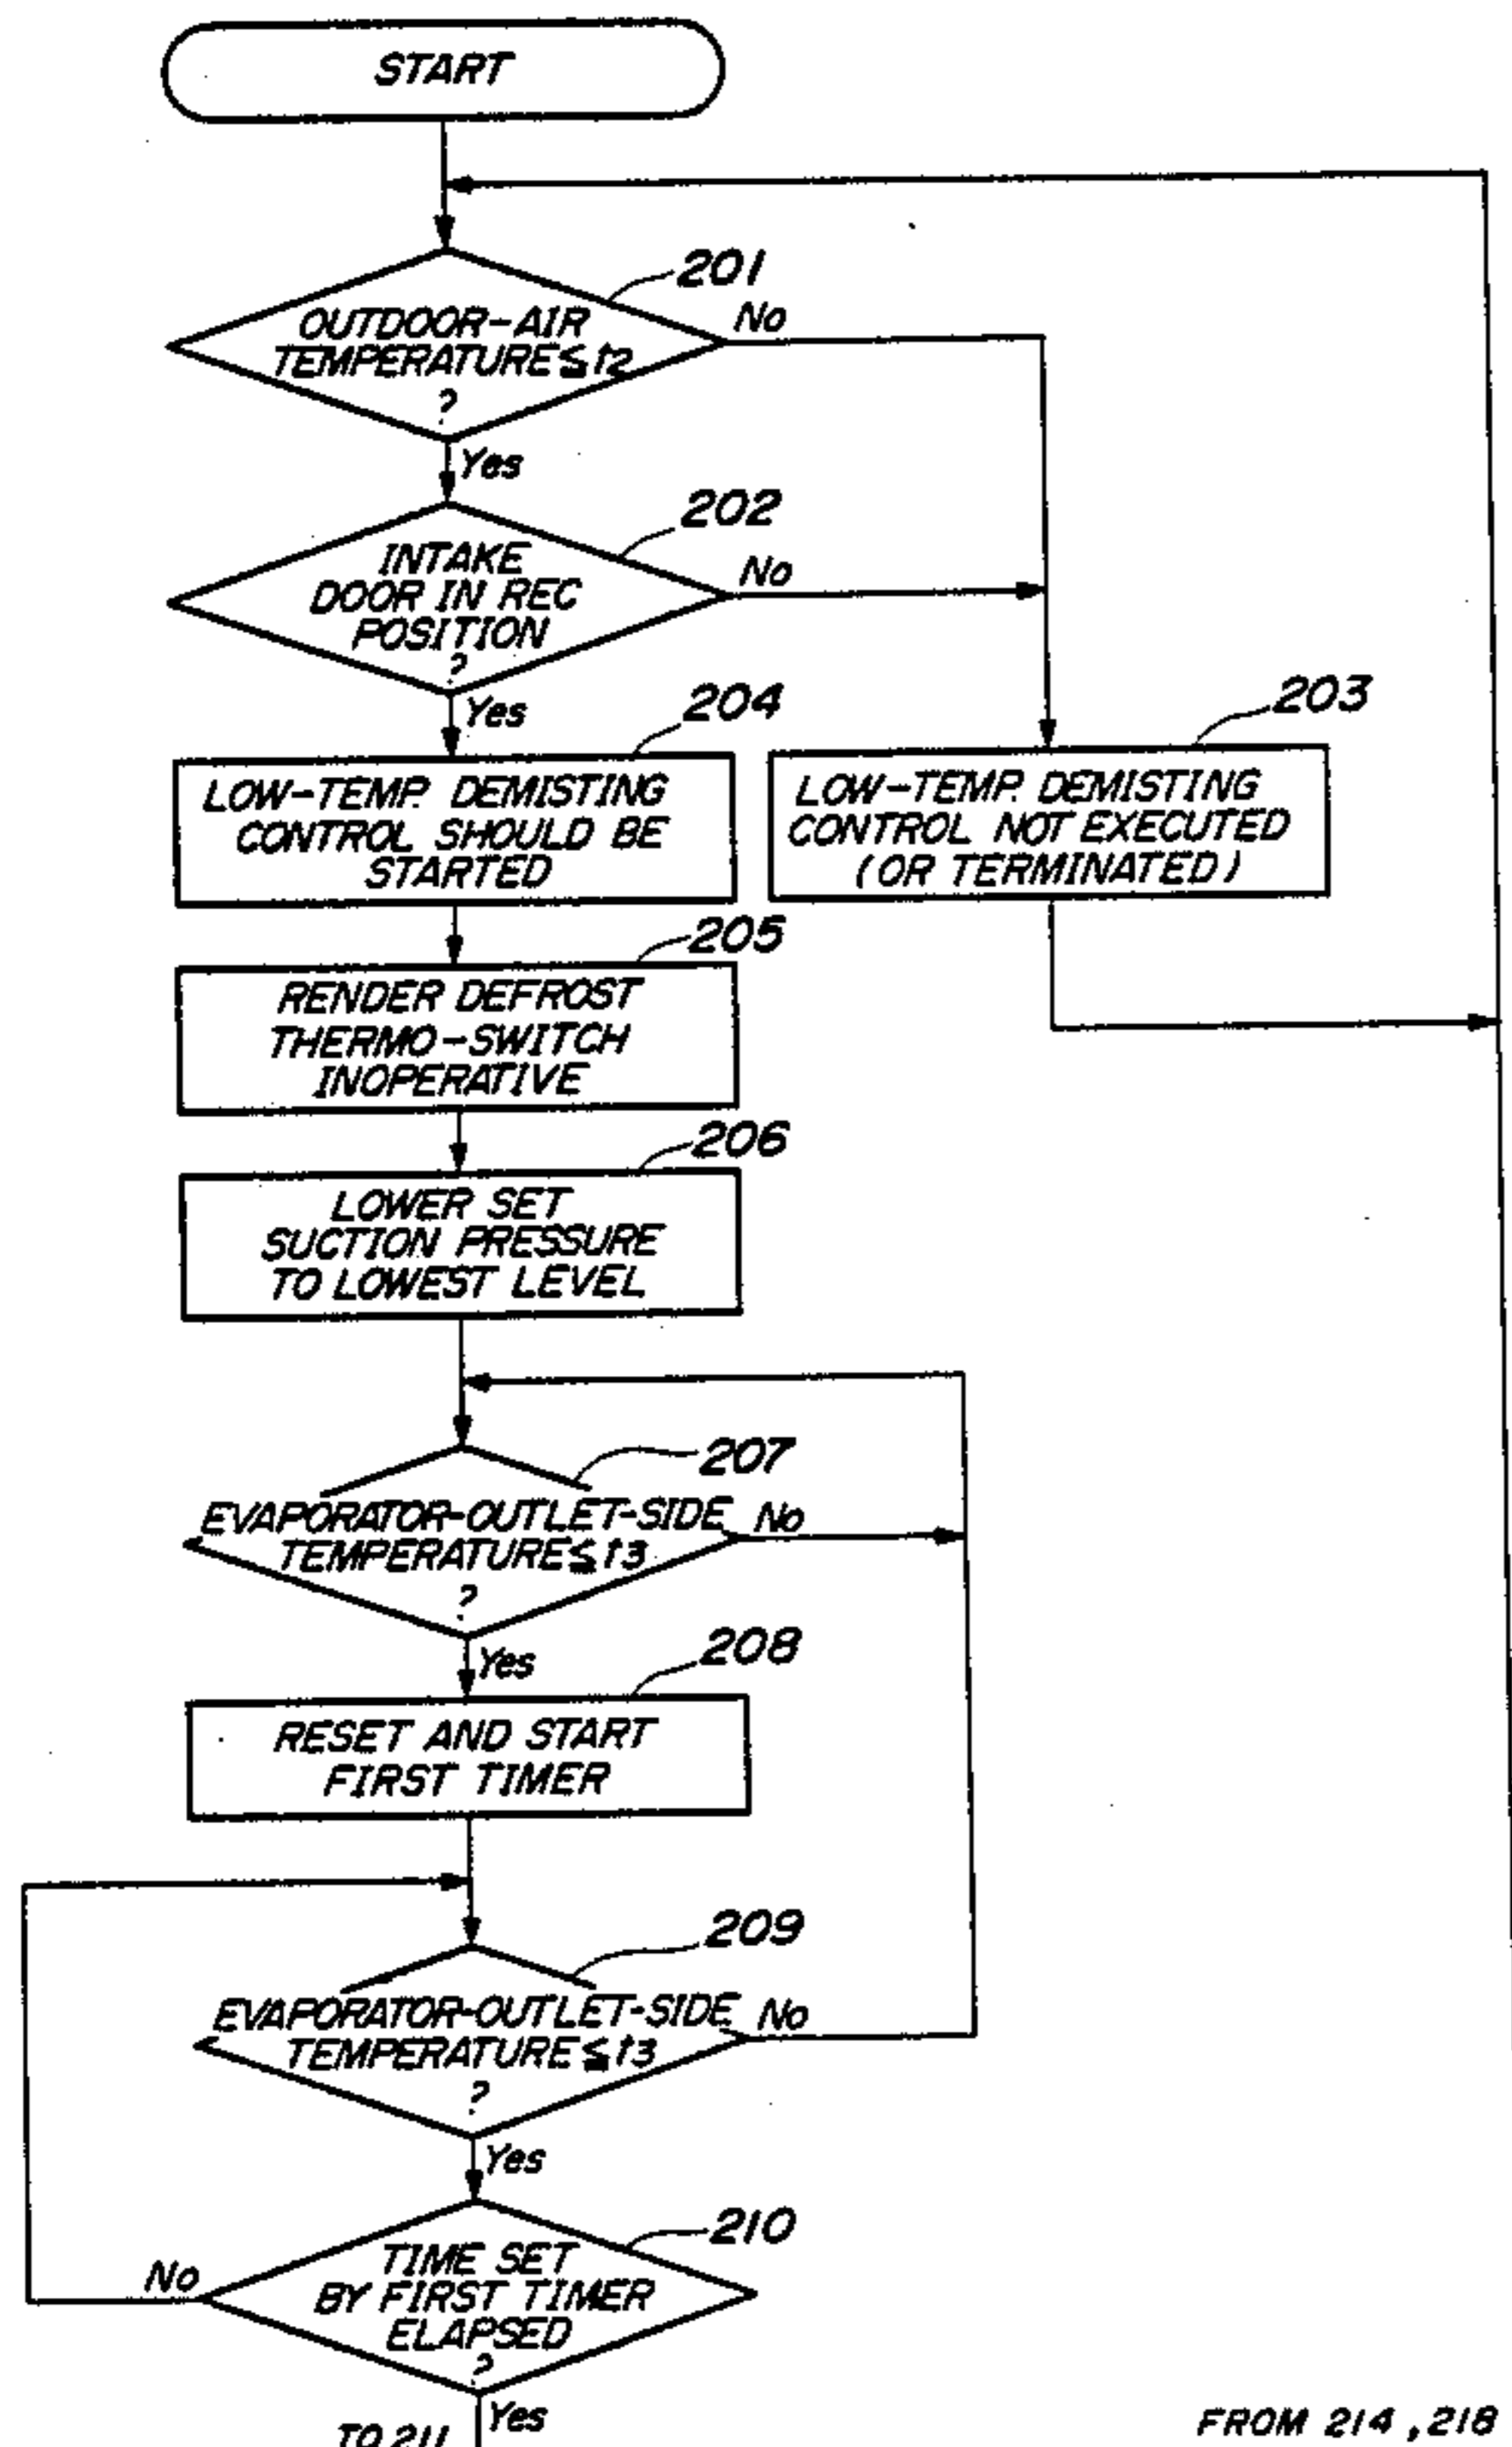 START
201
OUTDOOR-AIR
TEMPERATURE≦t2
?
No
Yes
202
INTAKE
DOOR IN REC
POSITION
?
No
Yes
204
LOW-TEMP. DEMISTING
CONTROL SHOULD BE
STARTED
203
LOW-TEMP. DEMISTING
CONTROL NOT EXECUTED
(OR TERMINATED)
205
RENDER DEFROST
THERMO-SWITCH
INOPERATIVE
206
LOWER SET
SUCTION PRESSURE
TO LOWEST LEVEL
207
EVAPORATOR-OUTLET-SIDE
TEMPERATURE≦t3
?
No
Yes
208
RESET AND START
FIRST TIMER
209
EVAPORATOR-OUTLET-SIDE
TEMPERATURE≦t3
?
No
Yes
210
TIME SET
BY FIRST TIMER
ELAPSED
?
No
Yes
TO 211
FROM 214, 218